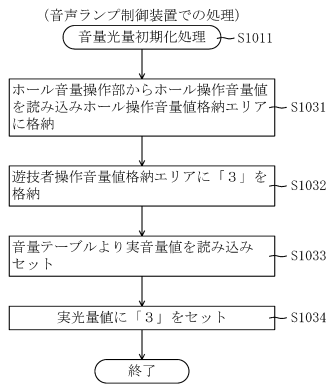 (音声ランプ制御装置での処理)
音量光量初期化処理
S1011
ホール音量操作部からホール操作音量値
を読み込みホール操作音量値格納エリア
に格納
S1031
遊技者操作音量値格納エリアに「3」を
格納
S1032
音量テーブルより実音量値を読み込み
セット
S1033
実光量値に「3」をセット
S1034
終了